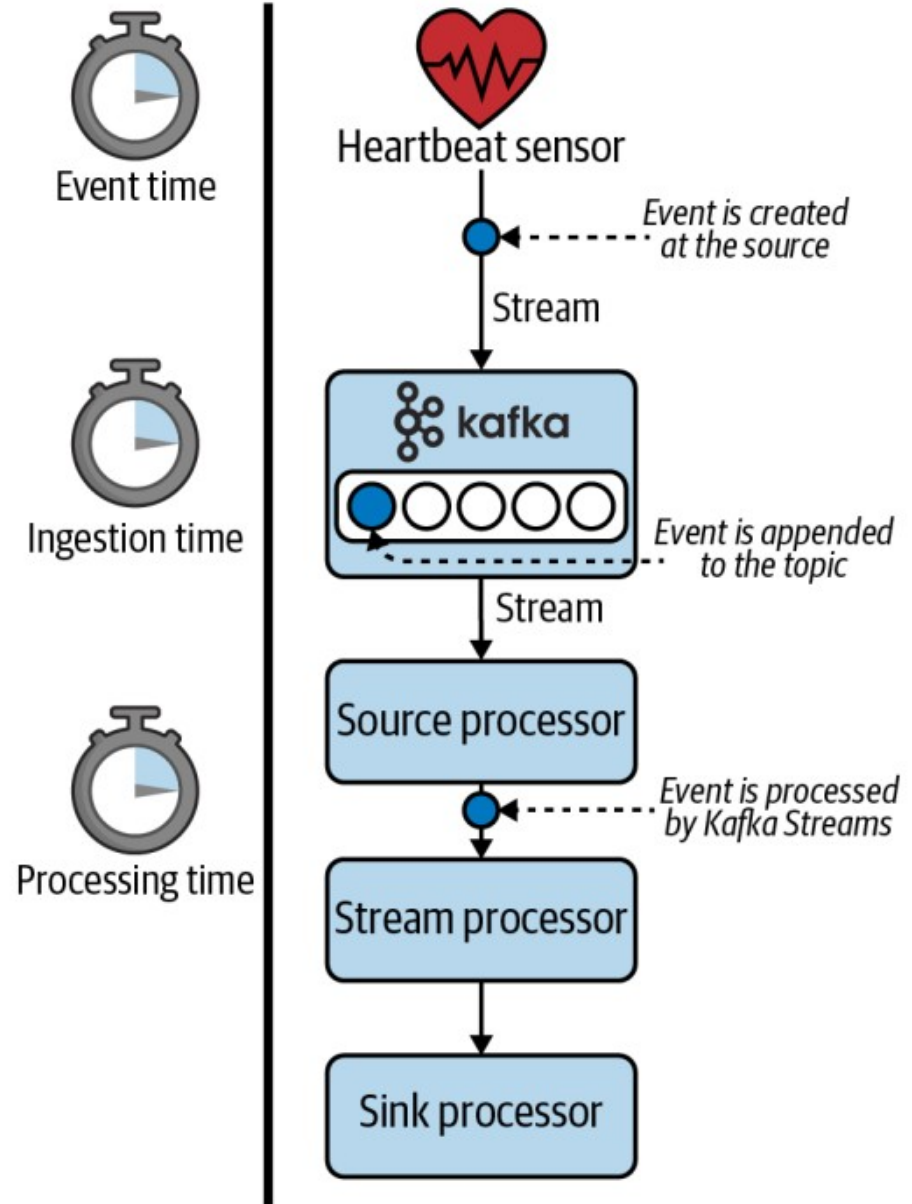 Event time
Heartbeat sensor
Event is created
at the source
Stream
Ingestion time
kafka
Event is appended
to the topic
Stream
Source processor
Processing time
Event is processed
by Kafka Streams
Stream processor
Sink processor